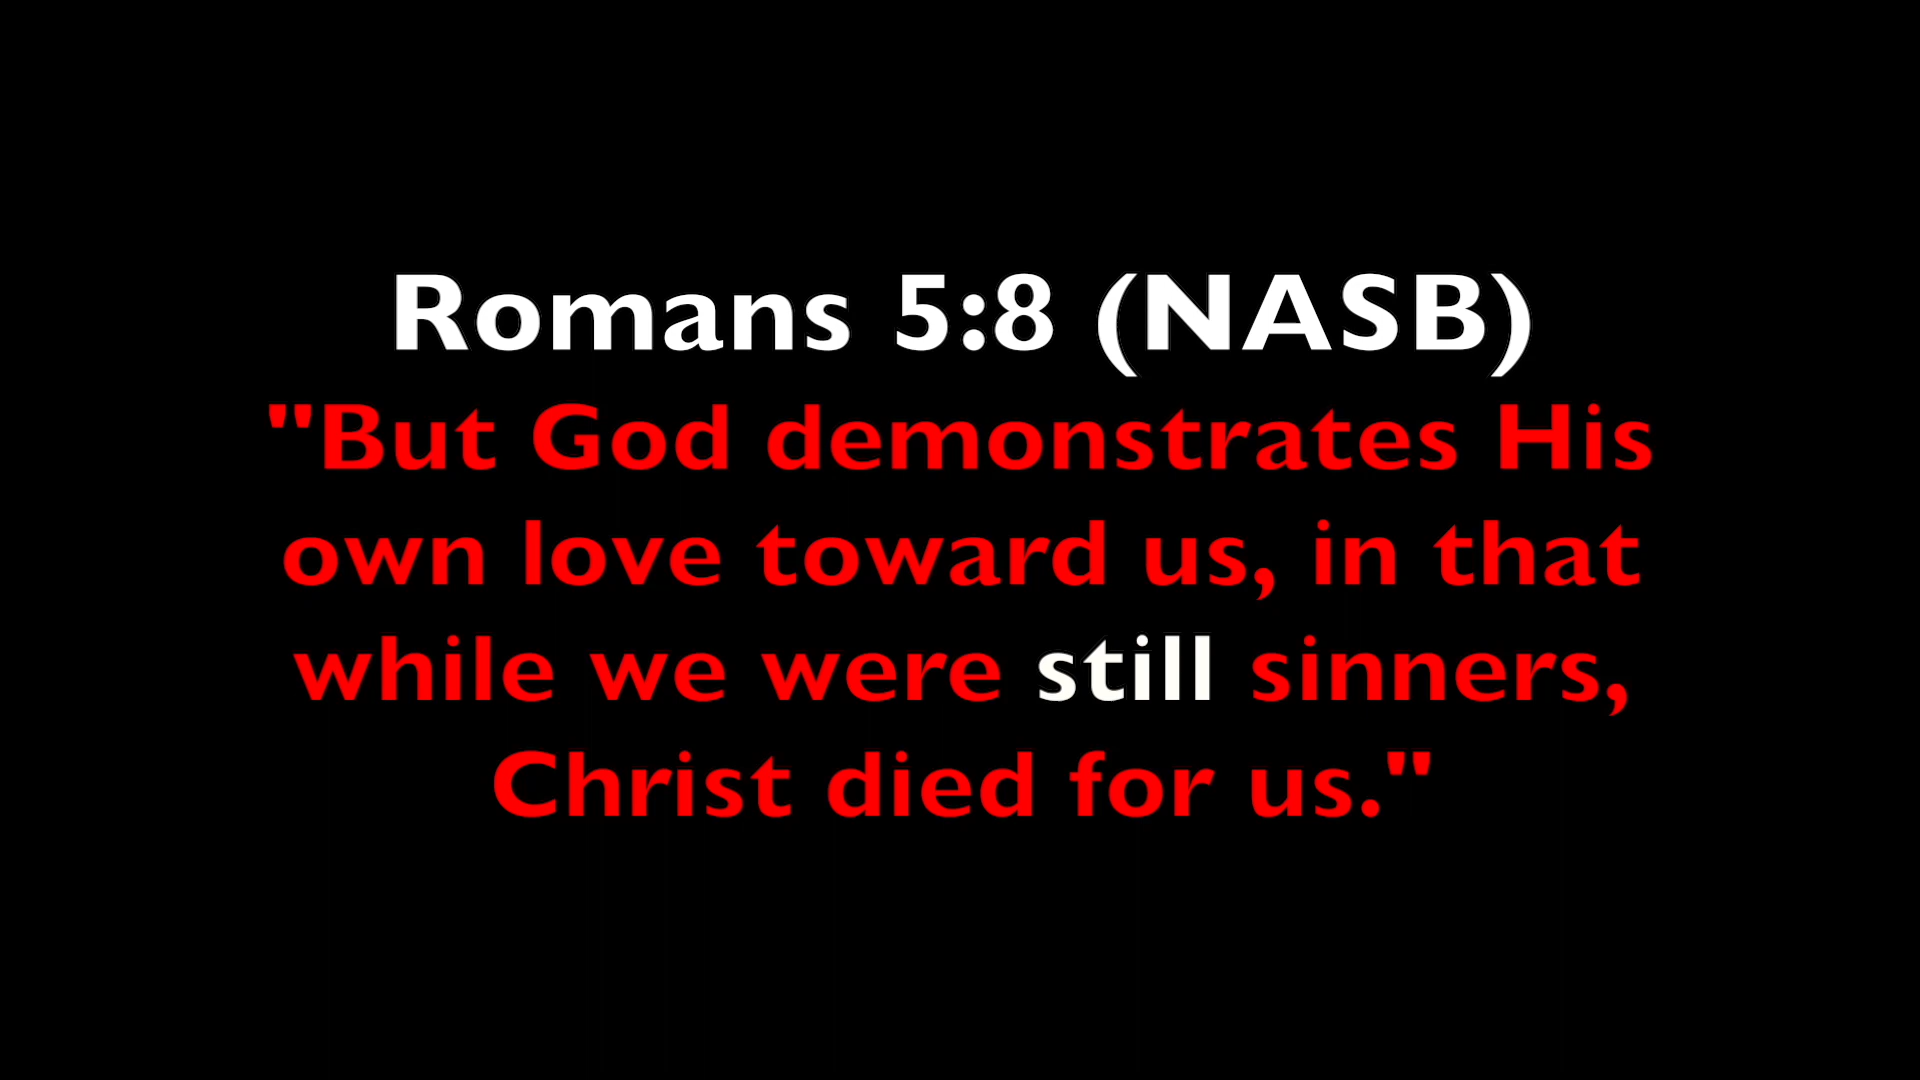 Romans 5:8 (NASB)
"But God demonstrates His
own love toward us, in that
while we were still sinners,
Christ died for us."